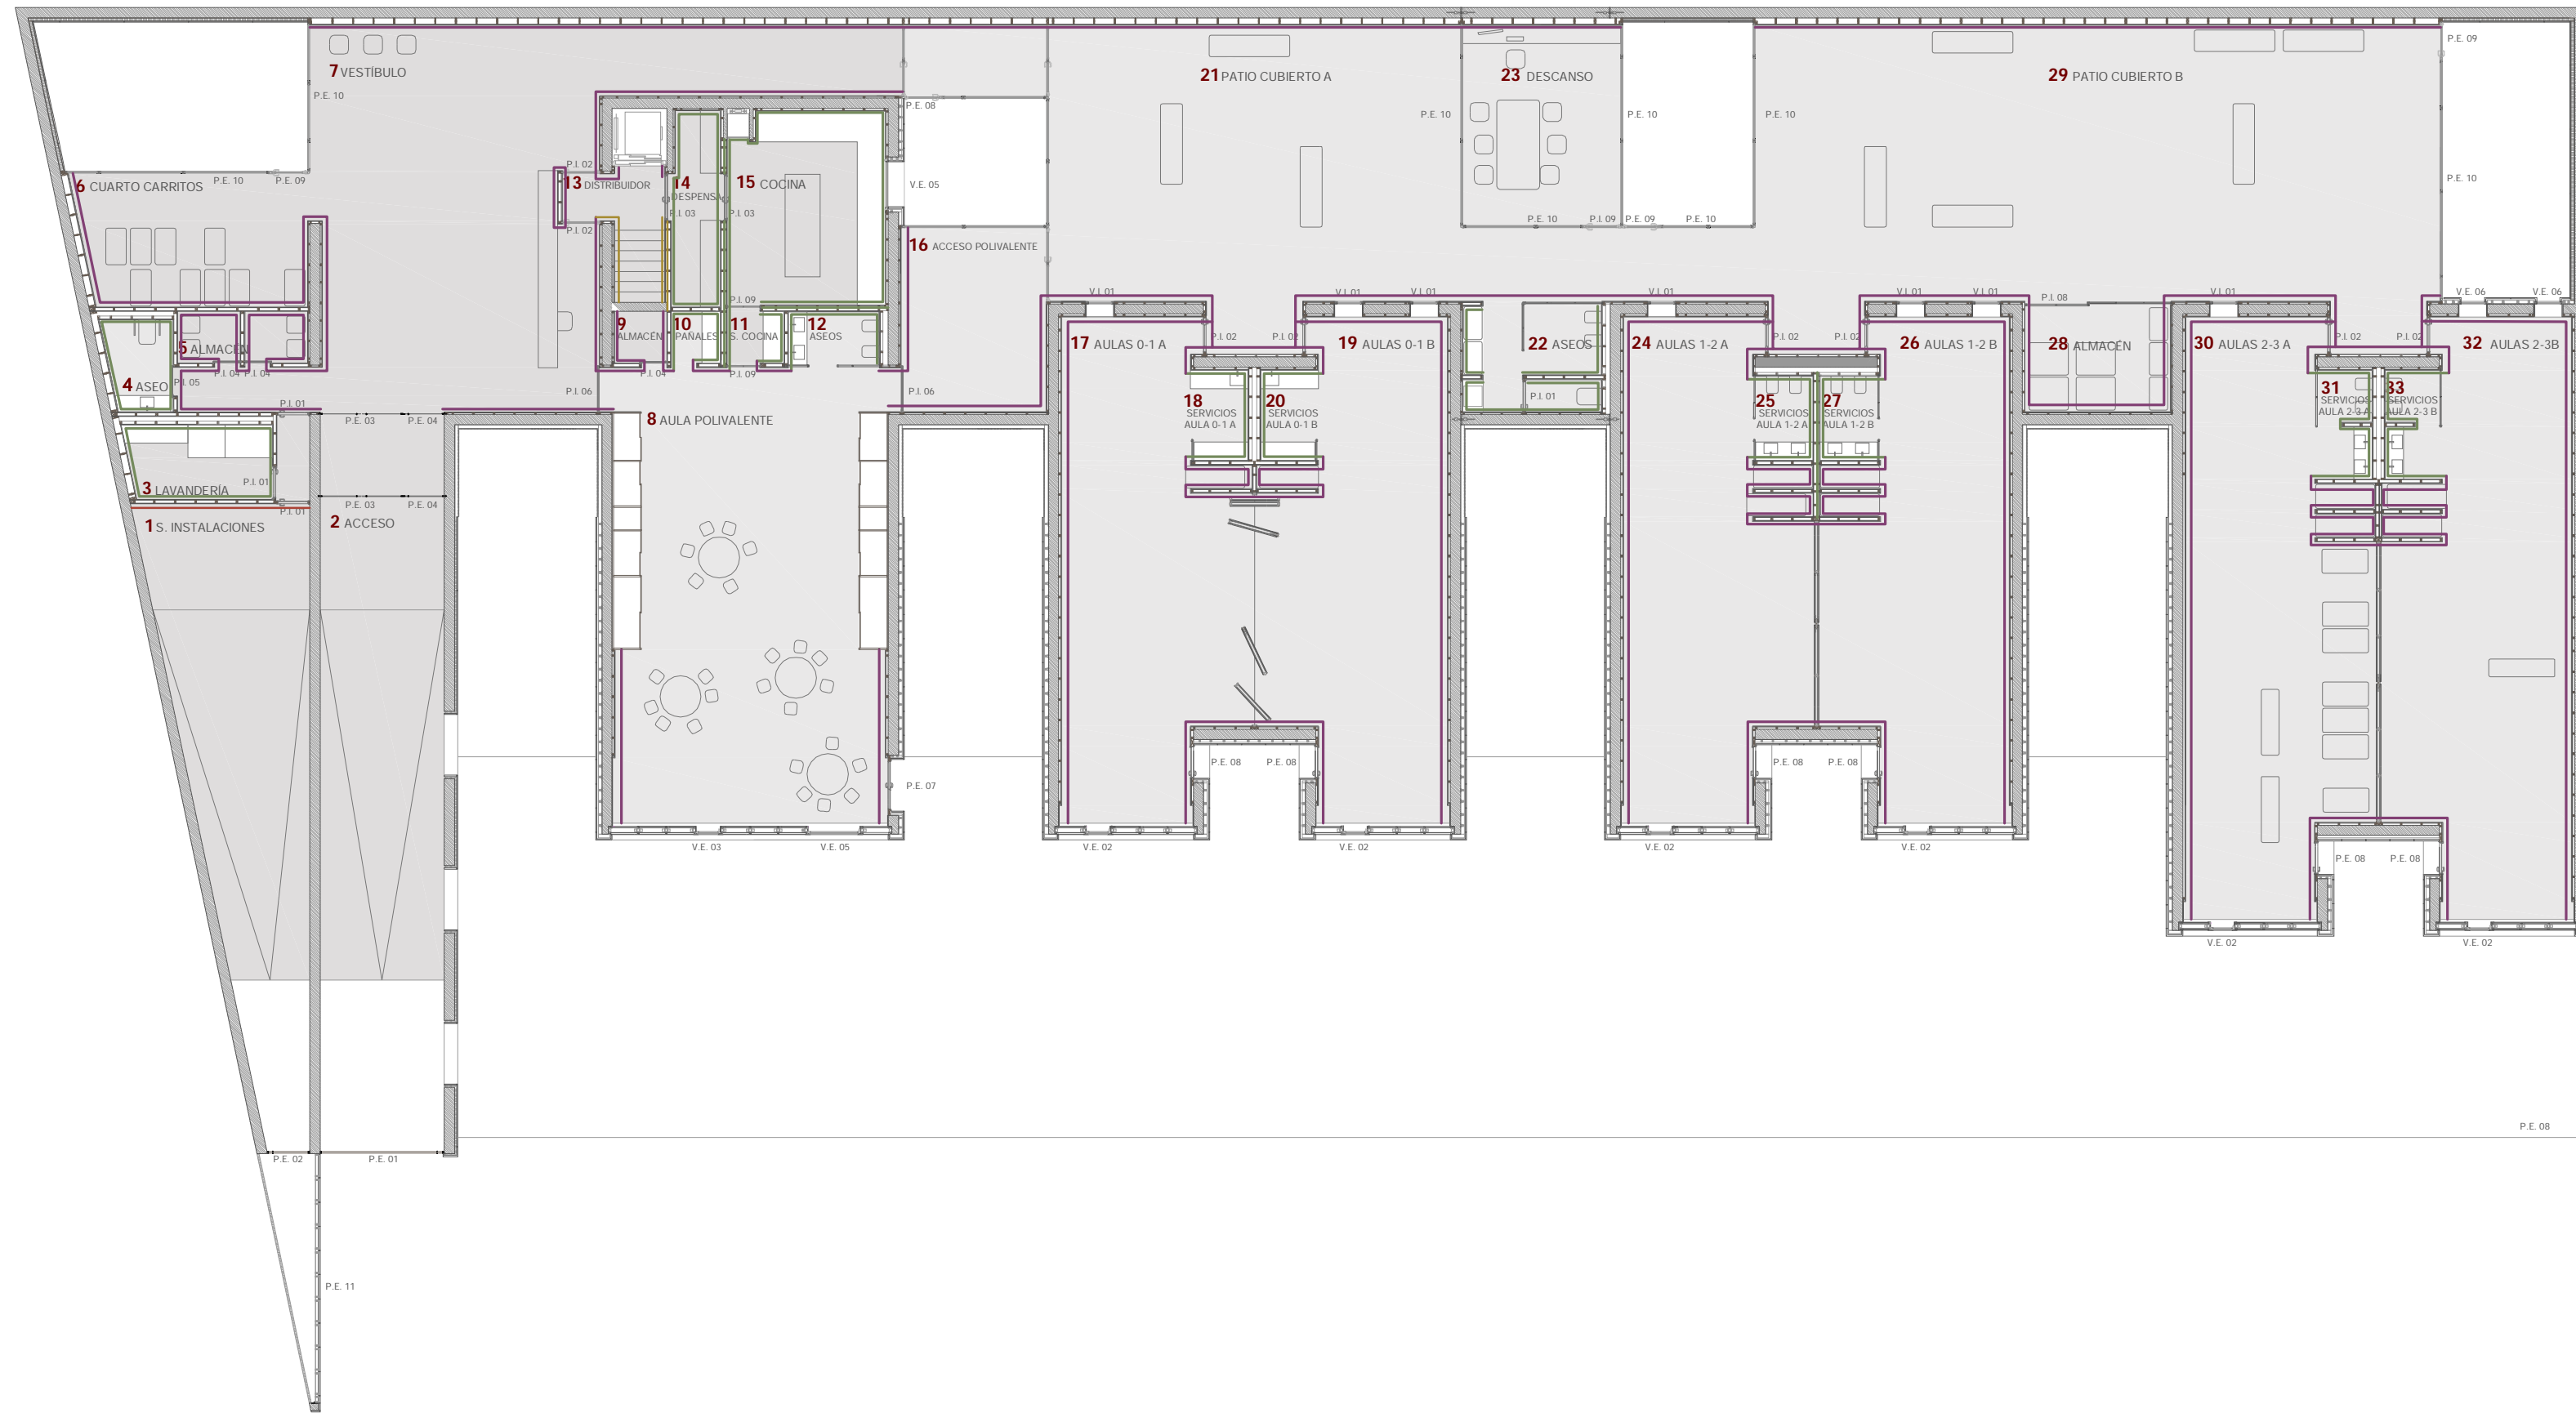 7 VESTÍBULO
P.E. 10
P.E. 08
21 PATIO CUBIERTO A
23 DESCANSO
29 PATIO CUBIERTO B
P.E. 09
P.E. 10
P.E. 10
P.E. 10
P.E. 10
6 CUARTO CARRITOS
P.E. 10
P.E. 09
P.I. 02
13 DISTRIBUIDOR
14 DESPENSA
15 COCINA
V.E. 05
P.I. 03
P.I. 03
P.I. 02
16 ACCESO POLIVALENTE
P.E. 10
P.I. 09
P.E. 09
P.E. 10
V.I. 01
V.I. 01
V.I. 01
V.I. 01
V.I. 01
V.I. 01
P.I. 08
V.I. 01
V.E. 06
V.E. 06
P.I. 09
9 ALMACÉN
10 PAÑALES
11 S. COCINA
12 ASEOS
5 ALMACÉN
P.I. 04
P.I. 04
P.I. 04
P.I. 09
4 ASEO
P.I. 05
P.I. 06
P.I. 06
17 AULAS 0-1 A
P.I. 02
P.I. 02
19 AULAS 0-1 B
22 ASEOS
24 AULAS 1-2 A
P.I. 02
P.I. 02
26 AULAS 1-2 B
28 ALMACÉN
30 AULAS 2-3 A
P.I. 02
P.I. 02
32 AULAS 2-3B
P.I. 01
P.E. 03
P.E. 04
8 AULA POLIVALENTE
18 SERVICIOS
AULA 0-1 A
20 SERVICIOS
AULA 0-1 B
P.I. 01
25 SERVICIOS
AULA 1-2 A
27 SERVICIOS
AULA 1-2 B
31 SERVICIOS
AULA 2-3 A
33 SERVICIOS
AULA 2-3 B
3 LAVANDERÍA
P.I. 01
P.I. 01
P.E. 03
P.E. 04
1 S. INSTALACIONES
2 ACCESO
P.E. 07
P.E. 08
P.E. 08
P.E. 08
P.E. 08
P.E. 08
P.E. 08
V.E. 03
V.E. 05
V.E. 02
V.E. 02
V.E. 02
V.E. 02
V.E. 02
V.E. 02
P.E. 08
P.E. 02
P.E. 01
P.E. 11